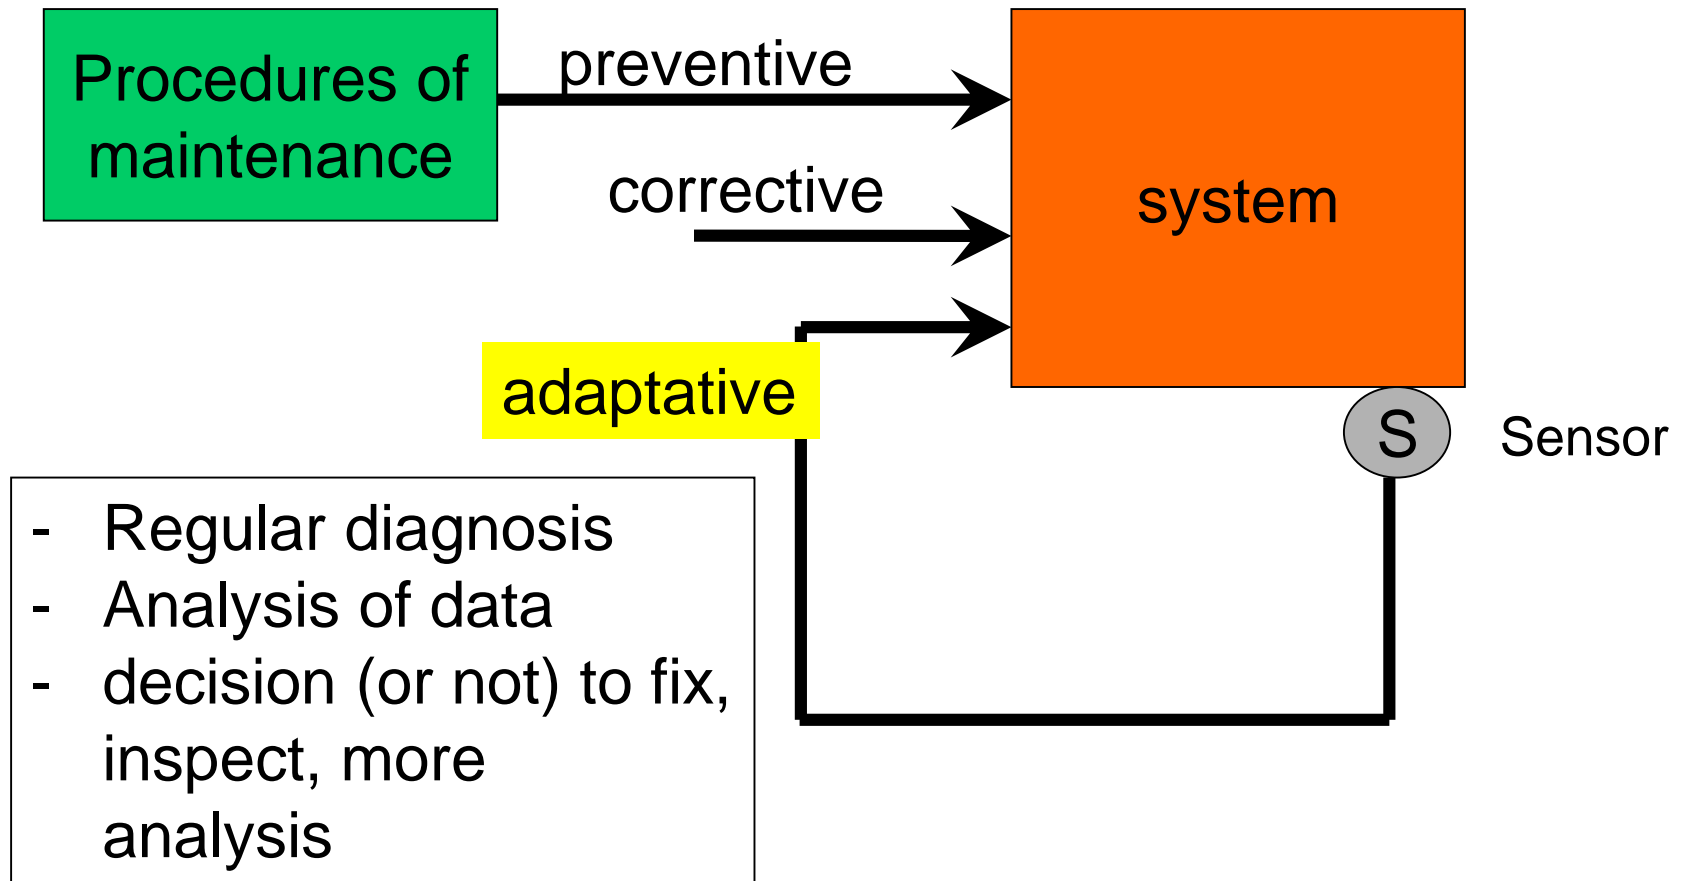 Procedures of
maintenance
preventive
corrective
system
adaptative
S
Sensor
- Regular diagnosis
- Analysis of data
- decision (or not) to fix,
inspect, more
analysis